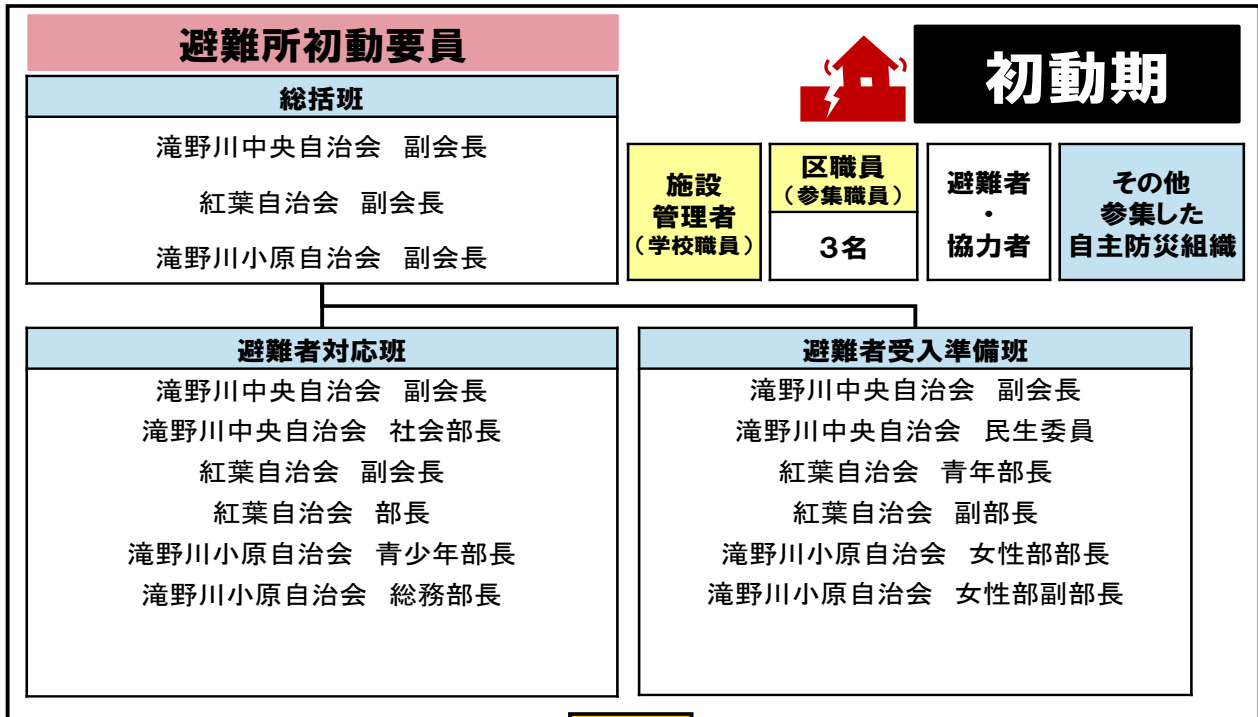 避難所初動要員
初動期
総括班
滝野川中央自治会 副会長
紅葉自治会 副会長
滝野川小原自治会 副会長
施設
管理者
(学校職員)
区職員
(参集職員)
3名
避難者
・
協力者
その他
参集した
自主防災組織
避難者対応班
滝野川中央自治会 副会長
滝野川中央自治会 社会部長
紅葉自治会 副会長
紅葉自治会 部長
滝野川小原自治会 青少年部長
滝野川小原自治会 総務部長
避難者受入準備班
滝野川中央自治会 副会長
滝野川中央自治会 民生委員
紅葉自治会 青年部長
紅葉自治会 副部長
滝野川小原自治会 女性部部長
滝野川小原自治会 女性部副部長